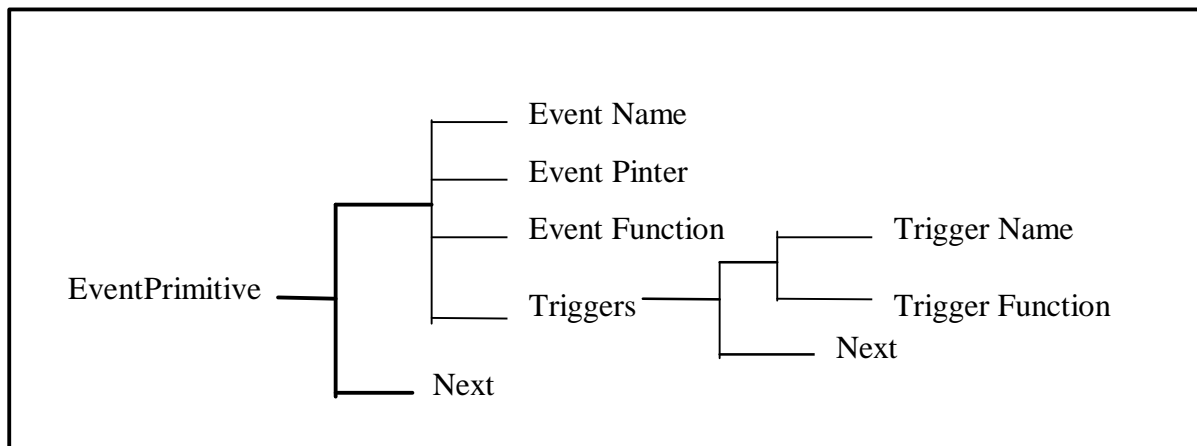 Event Name
Event Pinter
Event Function
Trigger Name
EventPrimitive
Triggers
Trigger Function
Next
Next